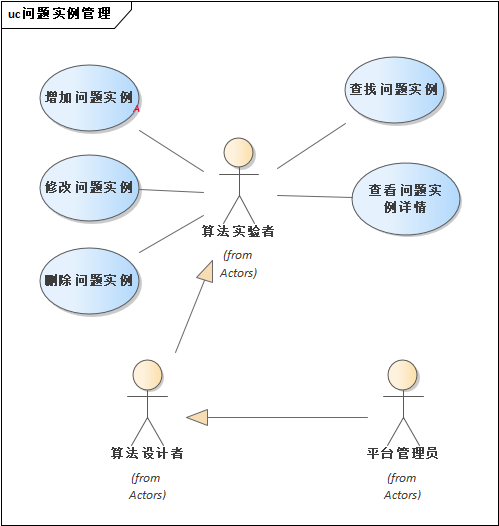 uc 问题实例管理
增加问题实例
A
查找问题实例
修改问题实例
查看问题实
例详情
算法实验者
(from
Actors)
删除问题实例
算法设计者
(from
Actors)
平台管理员
(from
Actors)